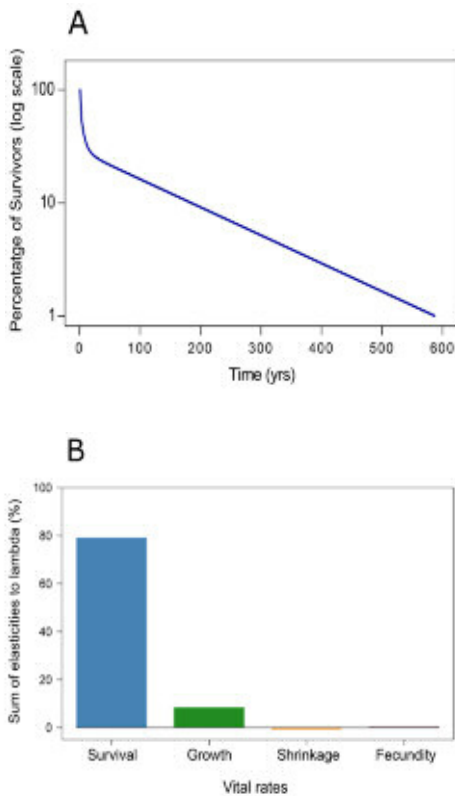 A
Percentatge of Survivors (log scale)
100
10
1
0 100 200 300 400 500 600
Time (yrs)
B
Sum of elasticities to lambda (%)
100
80
60
40
20
0
Survival Growth Shrinkage Fecundity
Vital rates